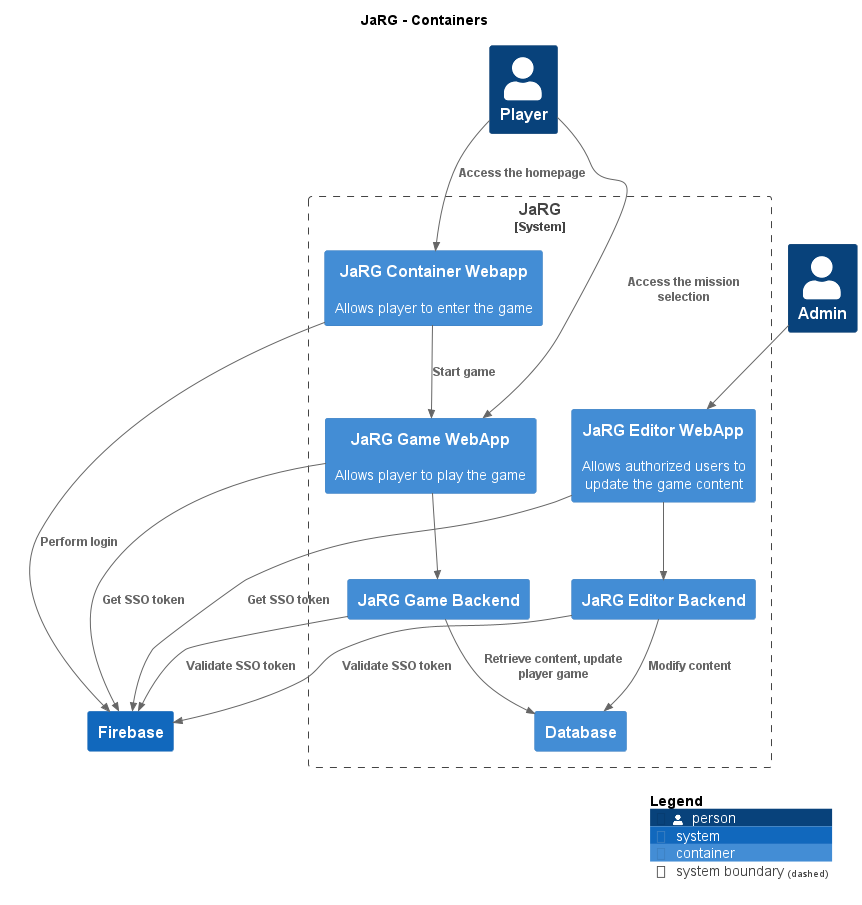 JaRG - Containers
Player
Access the homepage
JaRG
[System]
JaRG Container Webapp
Allows player to enter the game
Access the mission
selection
Admin
Start game
JaRG Game WebApp
Allows player to play the game
JaRG Editor WebApp
Allows authorized users to
update the game content
Perform login
Get SSO token
Get SSO token
JaRG Game Backend
JaRG Editor Backend
Validate SSO token
Validate SSO token
Retrieve content, update
player game
Modify content
Firebase
Database
Legend
person
system
container
system boundary (dashed)